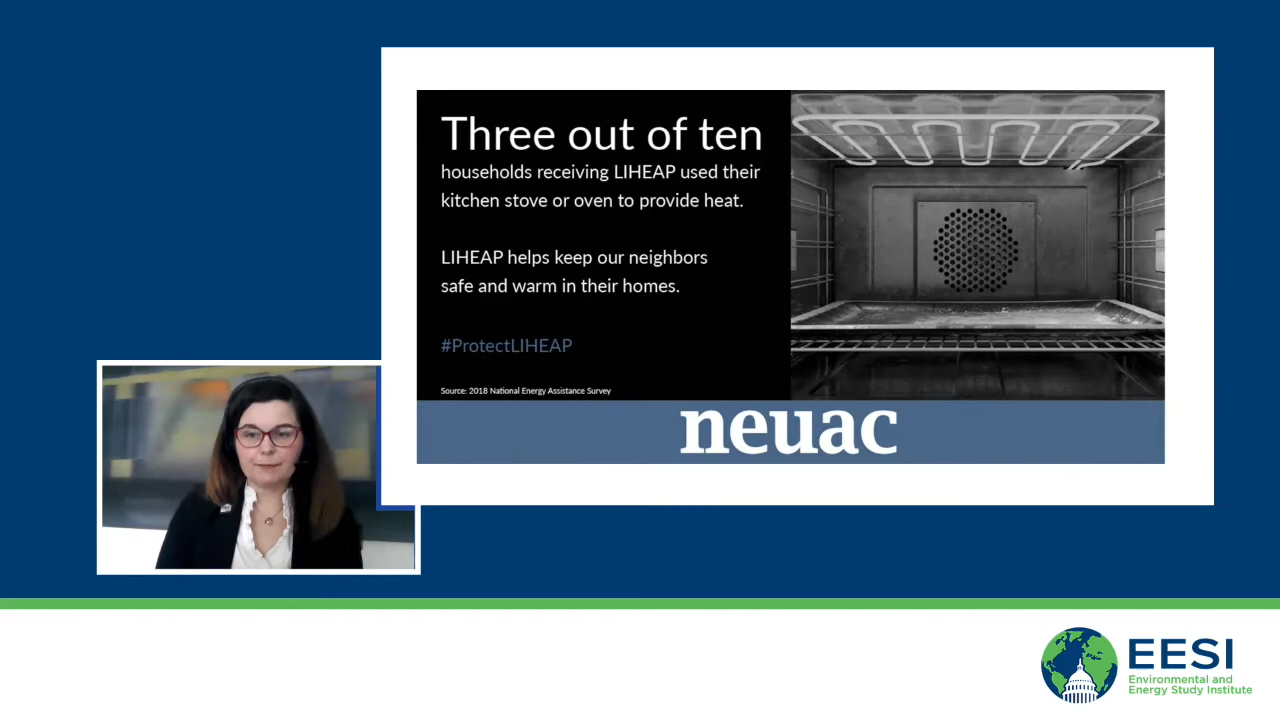 Three out of ten
households receiving LIHEAP used their
kitchen stove or oven to provide heat.
LIHEAP helps keep our neighbors
safe and warm in their homes.
#ProtectLIHEAP
Source: 2018 National Energy Assistance Survey
neuac
EESI
Environmental and
Energy Study Institute